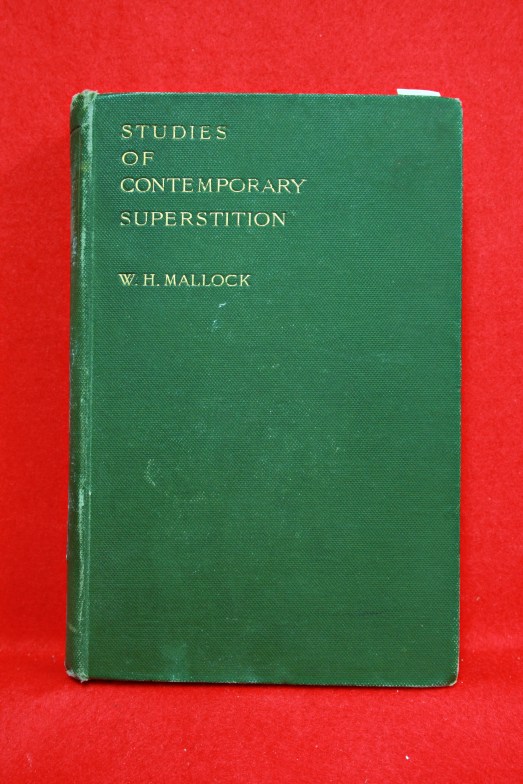 STUDIES
OF
CONTEMPORARY
SUPERSTITION
W. H. MALLOCK